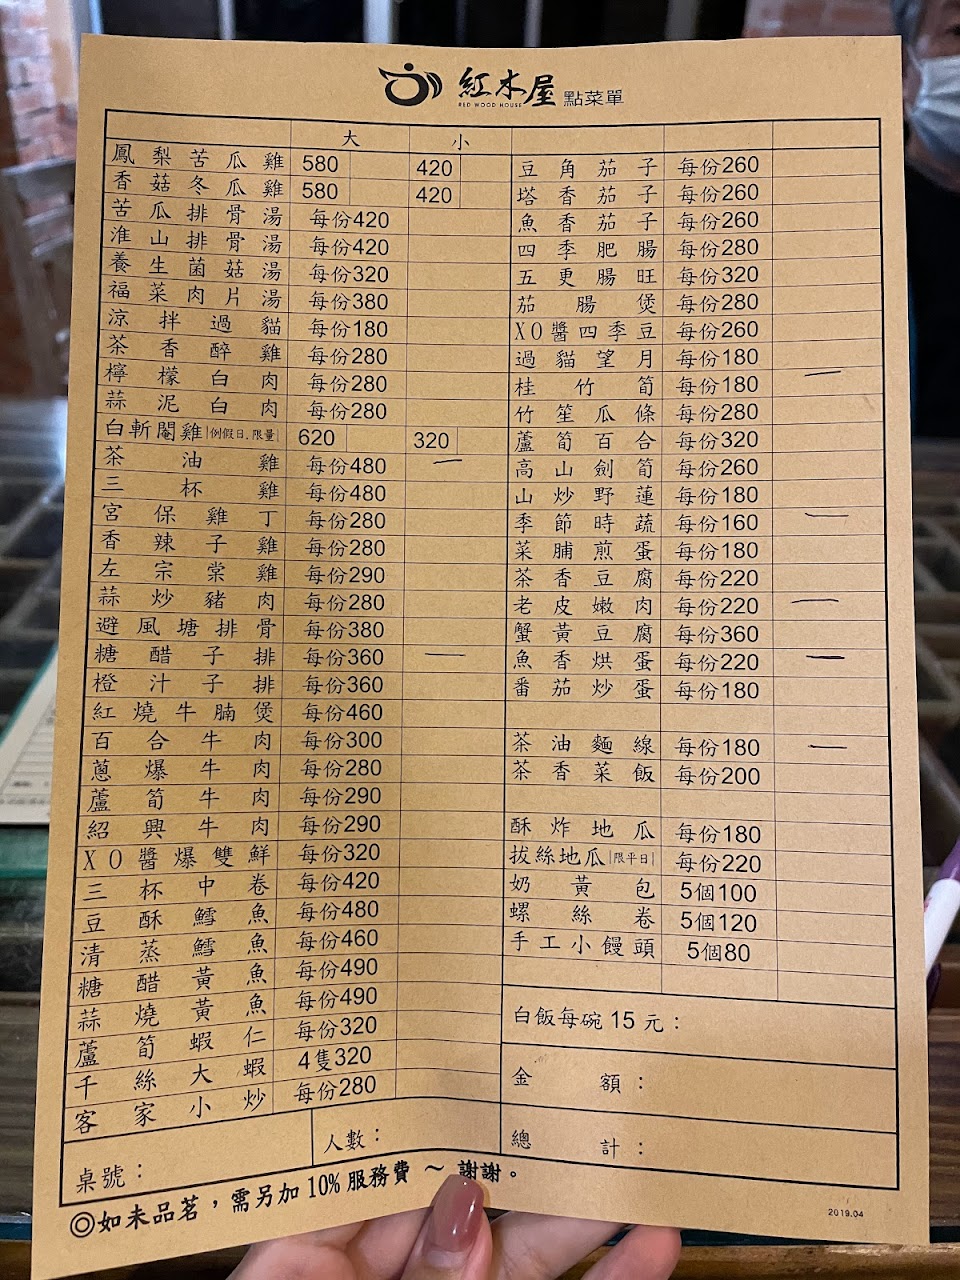 紅木屋 點菜單
RED WOOD HOUSE
大 小
鳳梨苦瓜雞 580 420
香菇冬瓜雞 580 420
苦瓜排骨湯 每份420
淮山排骨湯 每份420
養生菌菇湯 每份320
福菜肉片湯 每份380
涼拌過貓 每份180
茶香醉雞 每份280
檸檬白肉 每份280
蒜泥白肉 每份280
白斬閹雞|例假日.限量| 620 320
茶油雞 每份480
三杯雞 每份480
宮保雞丁 每份280
香辣子雞 每份280
左宗棠雞 每份290
蒜炒豬肉 每份280
避風塘排骨 每份380
糖醋子排 每份360
橙汁子排 每份360
紅燒牛腩煲 每份460
百合牛肉 每份300
蔥爆牛肉 每份280
蘆筍牛肉 每份290
紹興牛肉 每份290
XO醬爆雙鮮 每份320
三杯中卷 每份420
豆酥鱈魚 每份480
清蒸鱈魚 每份460
糖醋黃魚 每份490
蒜燒黃魚 每份490
蘆筍蝦仁 每份320
千絲大蝦 4隻320
客家小炒 每份280
豆角茄子 每份260
塔香茄子 每份260
魚香茄子 每份260
四季肥腸 每份280
五更腸旺 每份320
茄腸煲 每份280
XO醬四季豆 每份260
過貓望月 每份180
桂竹筍 每份180
竹笙瓜條 每份280
蘆筍百合 每份320
高山劍筍 每份260
山炒野蓮 每份180
季節時蔬 每份160
菜脯煎蛋 每份180
茶香豆腐 每份220
老皮嫩肉 每份220
蟹黃豆腐 每份360
魚香烘蛋 每份220
番茄炒蛋 每份180
茶油麵線 每份180
茶香菜飯 每份200
酥炸地瓜 每份180
拔絲地瓜|限平日| 每份220
奶黃包 5個100
螺絲卷 5個120
手工小饅頭 5個80
白飯每碗15元：
金額：
總計：
桌號： 人數：
◎如未品茗，需另加10%服務費 ～ 謝謝。
2019.04